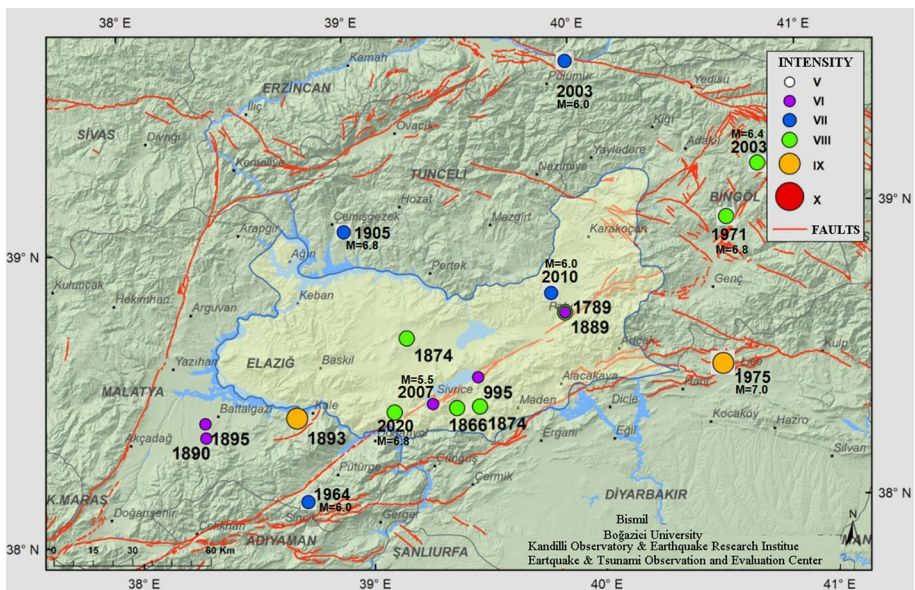 38° E
39° E
40° E
41° E
INTENSITY
V
VI
VII
VIII
IX
X
FAULTS
Kemah
ERZİNCAN
İliç
Pülümür
2003
M=6.0
Yedisu
SİVAS
Divriği
Ovacık
Kığı
Adaklı
M=6.4
2003
Kemaliye
TUNCELİ
Nazimiye
Yayladere
39° N
Hozat
BİNGÖL
Arapgir
Çemişgezek
1905
M=6.8
Mazgirt
Karakoçan
1971
M=6.8
39° N
Ağın
Pertek
M=6.0
2010
Genç
Kuluncak
Hekimhan
Arguvan
Keban
1789
1889
Arıcak
Kulp
Yazıhan
ELAZIĞ
Baskil
1874
1975
M=7.0
MALATYA
M=5.5
2007
Sivrice
995
Alacakaya
Hani
Battalgazi
Kale
Maden
Dicle
Kocaköy
Hazro
Akçadağ
1895
1890
1893
2020
M=6.8
1866
1874
Ergani
Eğil
Silvan
Pütürge
Çüngüş
Çermik
K.MARAŞ
Doğanşehir
1964
M=6.0
Sincik
DİYARBAKIR
38° N
Çelikhan
Gerger
Bismil
N
Boğazici University
Kandilli Observatory & Earthquake Research Institue
Eartquake & Tsunami Observation and Evaluation Center
38° N
0
15
30
60 Km
ADIYAMAN
ŞANLIURFA
38° E
39° E
40° E
41° E